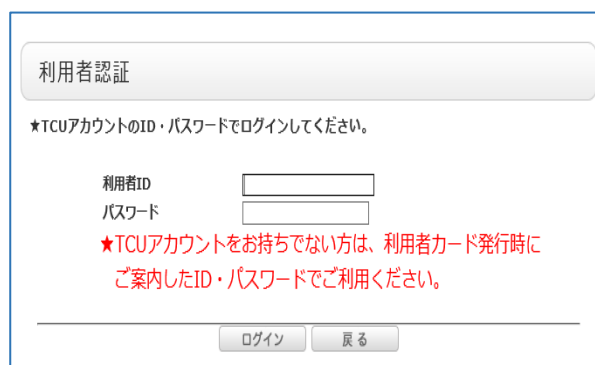 利用者認証
★TCUアカウントのID・パスワードでログインしてください。
利用者ID
パスワード
★TCUアカウントをお持ちでない方は、利用者カード発行時に
ご案内したID・パスワードでご利用ください。
ログイン 戻る